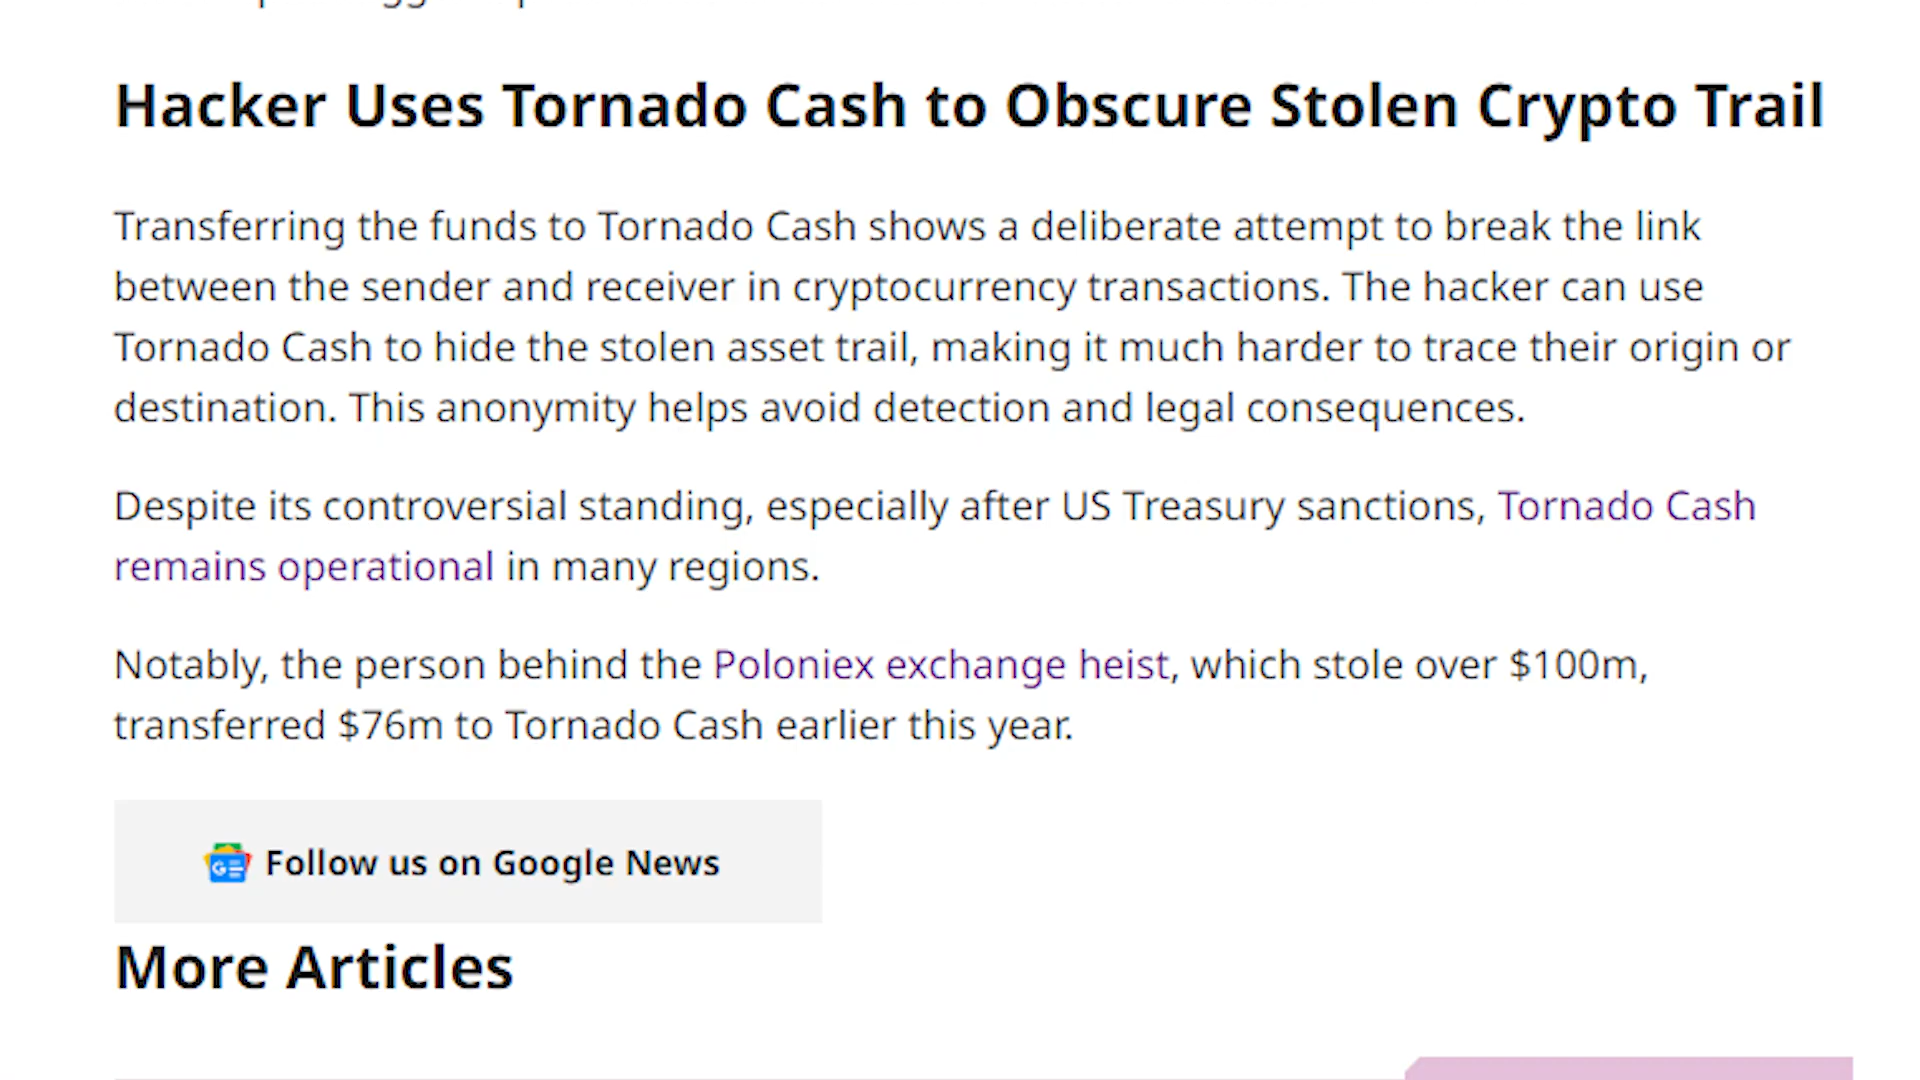 Hacker Uses Tornado Cash to Obscure Stolen Crypto Trail
Transferring the funds to Tornado Cash shows a deliberate attempt to break the link
between the sender and receiver in cryptocurrency transactions. The hacker can use
Tornado Cash to hide the stolen asset trail, making it much harder to trace their origin or
destination. This anonymity helps avoid detection and legal consequences.
Despite its controversial standing, especially after US Treasury sanctions, Tornado Cash
remains operational in many regions.
Notably, the person behind the Poloniex exchange heist, which stole over $100m,
transferred $76m to Tornado Cash earlier this year.
Follow us on Google News
More Articles